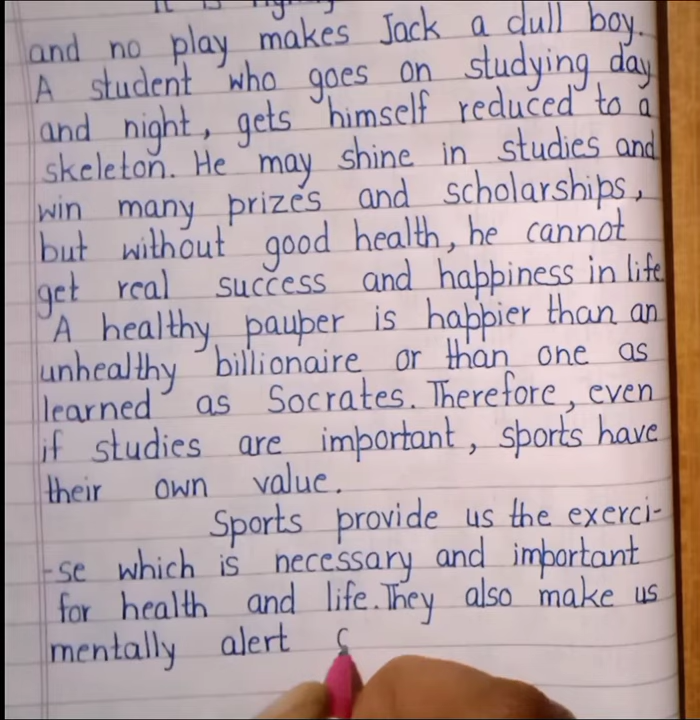 It is
and no play makes Jack a dull boy.
A student who goes on studying day
and night, gets himself reduced to a
skeleton. He may shine in studies and
win many prizes and scholarships,
but without good health, he cannot
get real success and happiness in life
A healthy pauper is happier than an
unhealthy billionaire or than one as
learned as Socrates. Therefore, even
if studies are important, sports have
their own value.
Sports provide us the exerci-
-se which is necessary and important
for health and life. They also make us
mentally alert